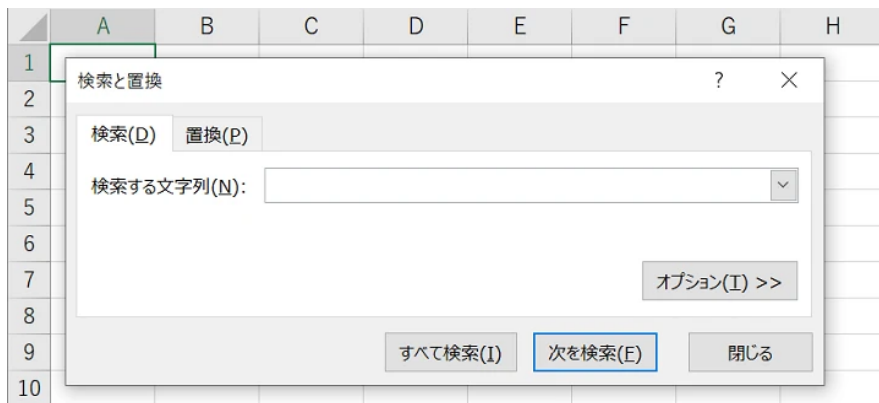 A B C D E F G H
1
検索と置換 ? ×
2
3 検索(D) 置換(P)
4 検索する文字列(N):
5
6
7 オプション(T) >>
8
9 すべて検索(I) 次を検索(F) 閉じる
10